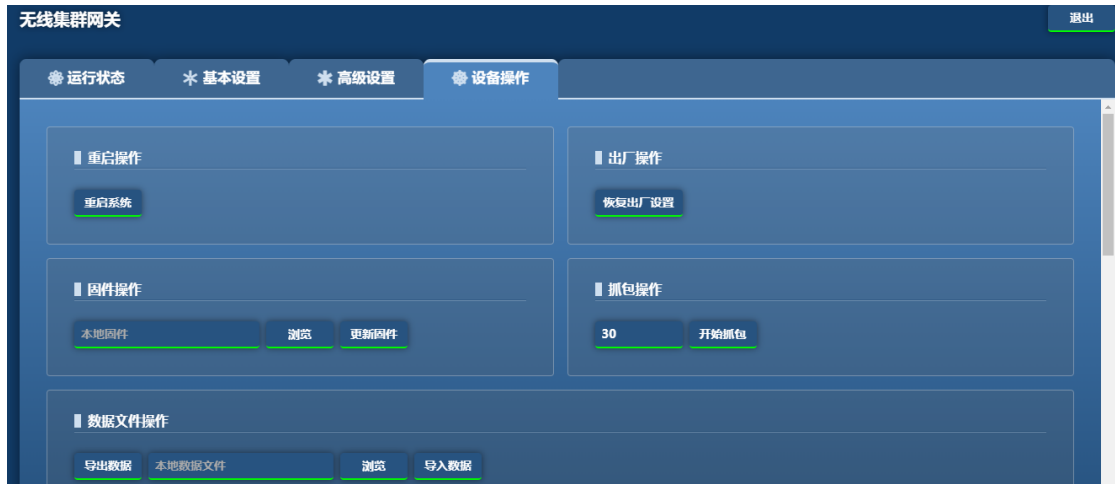 无线集群网关
退出
运行状态 基本设置 高级设置 设备操作
重启操作
重启系统
出厂操作
恢复出厂设置
固件操作
本地固件 浏览 更新固件
抓包操作
30 开始抓包
数据文件操作
导出数据 本地数据文件 浏览 导入数据